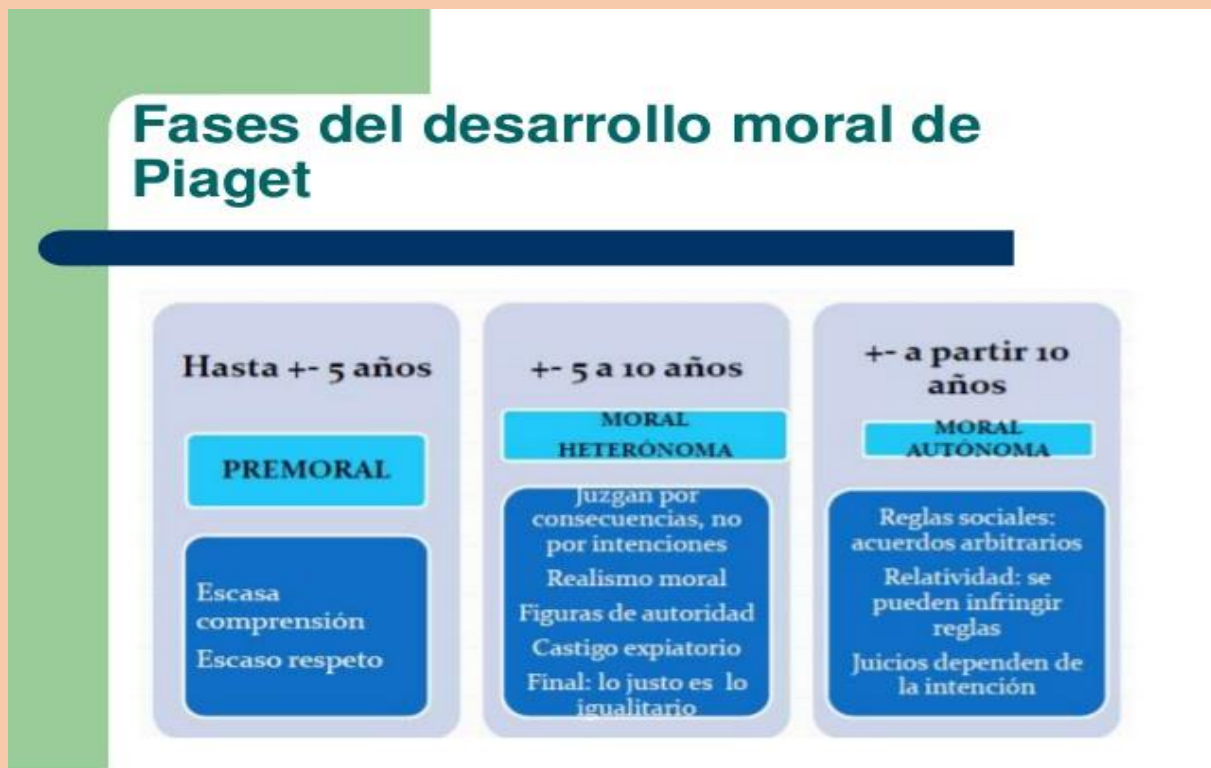 Fases del desarrollo moral de
Piaget
Hasta +- 5 años
PREMORAL
Escasa
comprensión
Escaso respeto
+- 5 a 10 años
MORAL
HETERÓNOMA
Juzgan por
consecuencias, no
por intenciones
Realismo moral
Figuras de autoridad
Castigo expiatorio
Final: lo justo es lo
igualitario
+- a partir 10
años
MORAL
AUTÓNOMA
Reglas sociales:
acuerdos arbitrarios
Relatividad: se
pueden infringir
reglas
Juicios dependen de
la intención